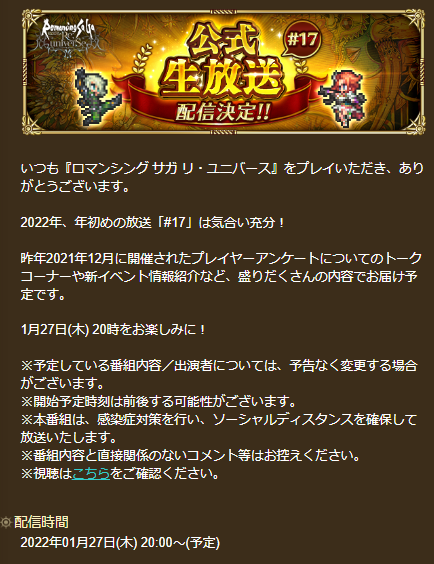 Romancing SaGa
Re;univerSe
公式
#17
生放送
配信決定!!
いつも『ロマンシング サガ リ・ユニバース』をプレイいただき、あり
がとうございます。
2022年、年初めの放送「#17」は気合い充分！
昨年2021年12月に開催されたプレイヤーアンケートについてのトーク
コーナーや新イベント情報紹介など、盛りだくさんの内容でお届け予
定です。
1月27日(木) 20時をお楽しみに！
※予定している番組内容／出演者については、予告なく変更する場合
がございます。
※開始予定時刻は前後する可能性がございます。
※本番組は、感染症対策を行い、ソーシャルディスタンスを確保して
放送いたします。
※番組内容と直接関係のないコメント等はお控えください。
※視聴はこちらをご確認ください。
配信時間
2022年01月27日(木) 20:00～(予定)